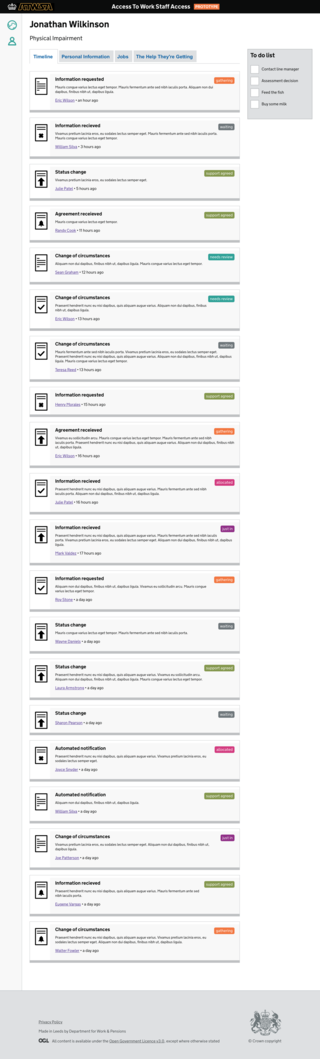 ATWSA
Access To Work Staff Access PROTOTYPE
Jonathan Wilkinson
Physical Impairment
Timeline
Personal Information
Jobs
The Help They're Getting
To do list
Contact line manager
Assessment decision
Feed the fish
Buy some milk
Information requested
gathering
Mauris congue varius lectus eget tempor. Mauris fermentum ante sed nibh iaculis porta. Aliquam non dui
dapibus, finibus nibh ut, dapibus ligula.
Eric Wilson • an hour ago
Information recieved
waiting
Vivamus pretium lacinia eros, eu sodales lectus semper eget. Mauris fermentum ante sed nibh iaculis porta.
Mauris congue varius lectus eget tempor.
William Silva • 3 hours ago
Status change
support agreed
Vivamus pretium lacinia eros, eu sodales lectus semper eget.
Julia Patel • 5 hours ago
Agreement receieved
support agreed
Mauris congue varius lectus eget tempor.
Randy Cook • 11 hours ago
Change of circumstances
needs review
Aliquam non dui dapibus, finibus nibh ut, dapibus ligula. Mauris congue varius lectus eget tempor.
Sean Graham • 12 hours ago
Change of circumstances
needs review
Praesent hendrerit nunc eu nisi dapibus, quis aliquam augue varius. Aliquam non dui dapibus, finibus nibh ut,
dapibus ligula.
Eric Wilson • 13 hours ago
Change of circumstances
waiting
Mauris fermentum ante sed nibh iaculis porta. Vivamus pretium lacinia eros, eu sodales lectus semper eget.
Praesent hendrerit nunc eu nisi dapibus, quis aliquam augue varius. Aliquam non dui dapibus, finibus nibh ut, dapibus
ligula. Mauris congue varius lectus eget tempor.
Teresa Reed • 13 hours ago
Information requested
support agreed
Henry Morales • 15 hours ago
Agreement receieved
gathering
Vivamus eu sollicitudin arcu. Mauris congue varius lectus eget tempor. Mauris fermentum ante sed nibh iaculis porta.
Praesent hendrerit nunc eu nisi dapibus, quis aliquam augue varius. Aliquam non dui dapibus, finibus nibh ut, dapibus
ligula.
Eric Wilson • 16 hours ago
Information recieved
allocated
Praesent hendrerit nunc eu nisi dapibus, quis aliquam augue varius. Mauris fermentum ante sed nibh iaculis
porta. Aliquam non dui dapibus, finibus nibh ut, dapibus ligula.
Julia Patel • 16 hours ago
Information recieved
just in
Praesent hendrerit nunc eu nisi dapibus, quis aliquam augue varius. Mauris fermentum ante sed nibh iaculis
porta. Vivamus pretium lacinia eros, eu sodales lectus semper eget. Aliquam non dui dapibus, finibus nibh ut, dapibus
ligula.
Mark Valdez • 17 hours ago
Information requested
gathering
Aliquam non dui dapibus, finibus nibh ut, dapibus ligula. Vivamus eu sollicitudin arcu. Mauris congue
varius lectus eget tempor.
Roy Stone • a day ago
Status change
waiting
Mauris congue varius lectus eget tempor. Mauris fermentum ante sed nibh iaculis porta.
Wayne Daniels • a day ago
Status change
support agreed
Praesent hendrerit nunc eu nisi dapibus, quis aliquam augue varius. Vivamus eu sollicitudin arcu.
Mauris congue varius lectus eget tempor. Vivamus pretium lacinia eros, eu sodales lectus
semper eget.
Laura Armstrong • a day ago
Status change
waiting
Sharon Pearson • a day ago
Automated notification
allocated
Praesent hendrerit nunc eu nisi dapibus, quis aliquam augue varius. Vivamus pretium lacinia eros, eu
sodales lectus semper eget.
Joyce Snyder • a day ago
Automated notification
support agreed
Aliquam non dui dapibus, finibus nibh ut, dapibus ligula.
William Silva • a day ago
Change of circumstances
just in
Vivamus pretium lacinia eros, eu sodales lectus semper eget. Aliquam non dui dapibus, finibus nibh ut,
dapibus ligula.
Joe Patterson • a day ago
Information recieved
support agreed
Praesent hendrerit nunc eu nisi dapibus, quis aliquam augue varius. Mauris fermentum ante sed
nibh iaculis porta.
Eugene Vargas • a day ago
Change of circumstances
gathering
Praesent hendrerit nunc eu nisi dapibus, quis aliquam augue varius. Aliquam non dui dapibus, finibus nibh ut,
dapibus ligula.
Walter Fowler • a day ago
Privacy Policy
Made in Leeds by Department for Work & Pensions
OGL All content is available under the Open Government Licence v3.0, except where otherwise stated
© Crown copyright